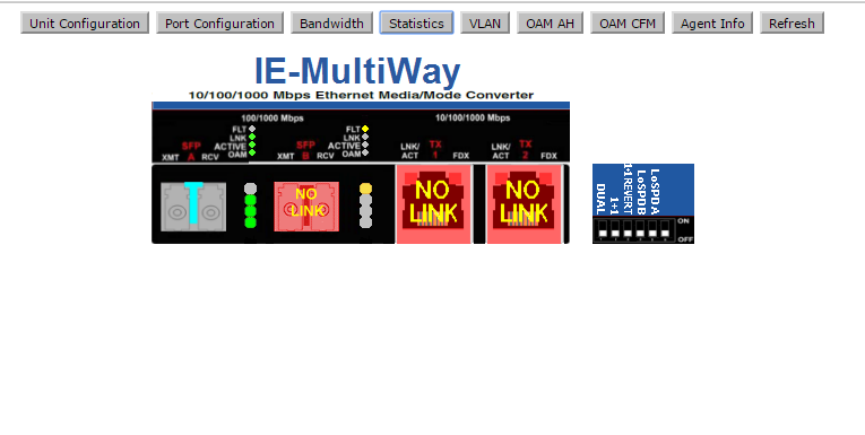 Unit Configuration Port Configuration Bandwidth Statistics VLAN OAM AH OAM CFM Agent Info Refresh
IE-MultiWay
10/100/1000 Mbps Ethernet Media/Mode Converter
100/1000 Mbps 10/100/1000 Mbps
FLT FLT
LNK LNK
SFP ACTIVE SFP ACTIVE LNK/ TX LNK/ TX
XMT A RCV OAM XMT B RCV OAM ACT 1 FDX ACT 2 FDX
NO LINK
NO LINK
NO LINK
DUAL
1+1
1:1REVERT
LoSPD B
LoSPD A
ON
OFF